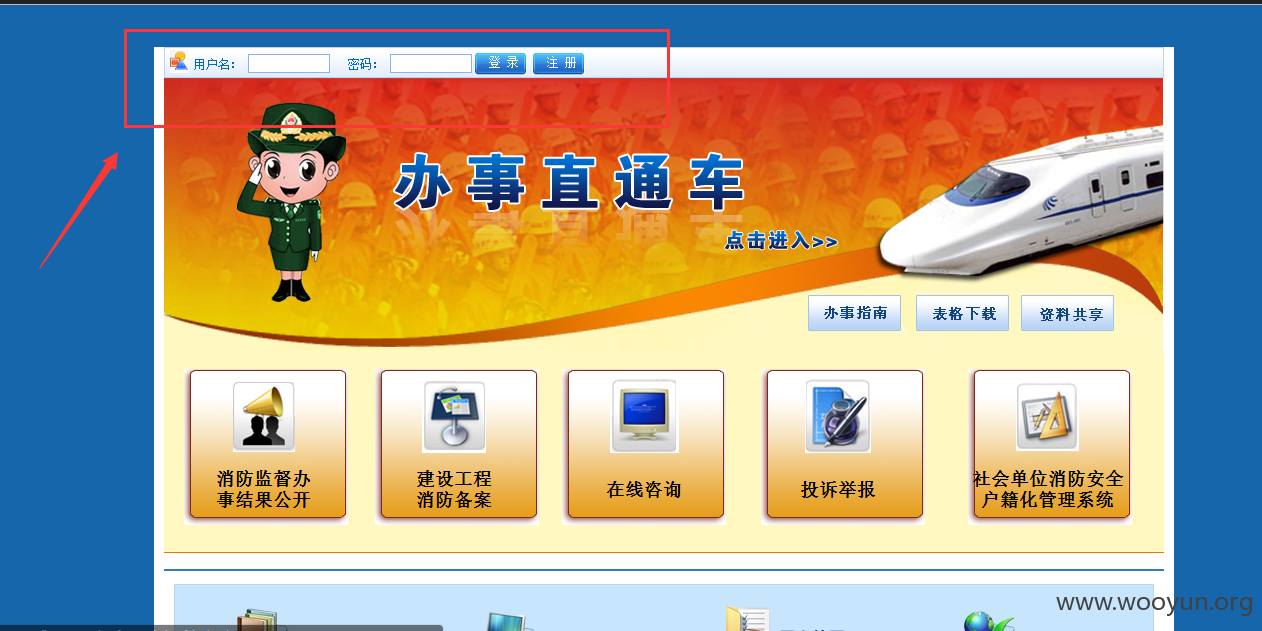 用户名： 密码： 登 录 注 册
办事直通车
点击进入>>
办事指南 表格下载 资料共享
消防监督办
事结果公开
建设工程
消防备案
在线咨询
投诉举报
社会单位消防安全
户籍化管理系统
www.wooyun.org